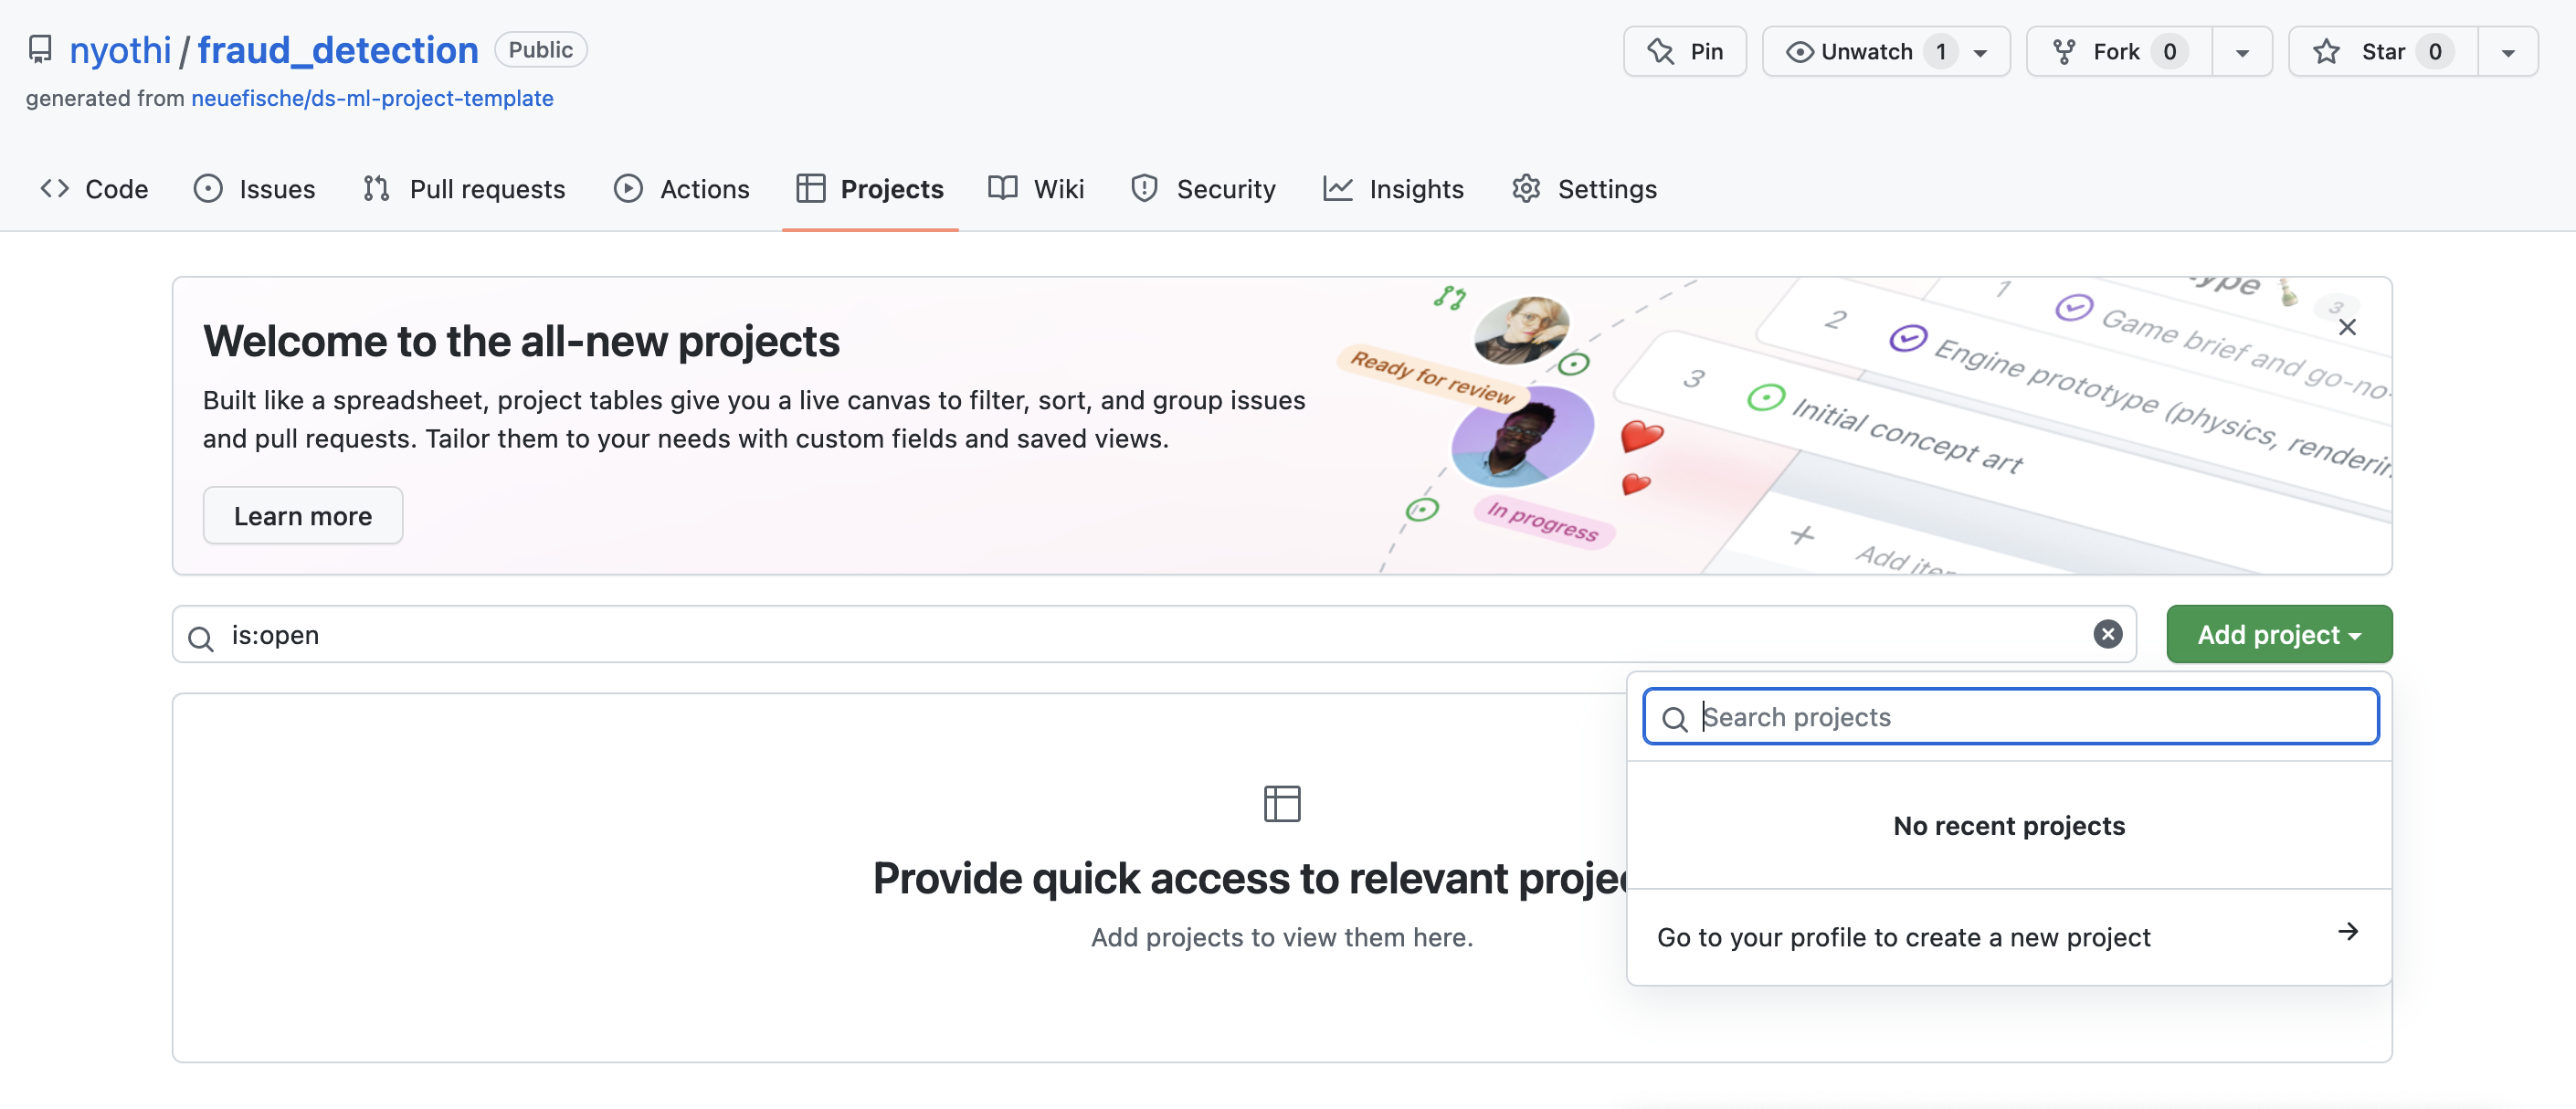 nyothi / fraud_detection Public
Pin
Unwatch 1
Fork 0
Star 0
generated from neuefische/ds-ml-project-template
Code
Issues
Pull requests
Actions
Projects
Wiki
Security
Insights
Settings
Welcome to the all-new projects
Built like a spreadsheet, project tables give you a live canvas to filter, sort, and group issues
and pull requests. Tailor them to your needs with custom fields and saved views.
Learn more
Ready for review
In progress
ype
3
1 Game brief and go-no-
2 Engine prototype (physics, renderin
3 Initial concept art
+ Add iter
is:open
Add project
Search projects
No recent projects
Go to your profile to create a new project
Provide quick access to relevant projec
Add projects to view them here.